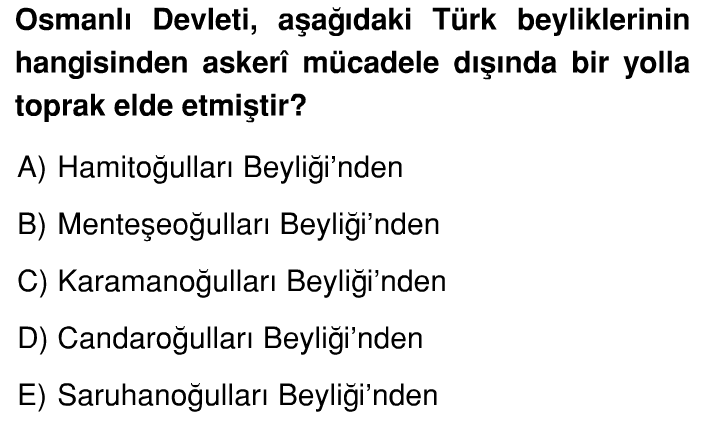 Osmanlı Devleti, aşağıdaki Türk beyliklerinin
hangisinden askerî mücadele dışında bir yolla
toprak elde etmiştir?
A) Hamitoğulları Beyliği’nden
B) Menteşeoğulları Beyliği’nden
C) Karamanoğulları Beyliği’nden
D) Candaroğulları Beyliği’nden
E) Saruhanoğulları Beyliği’nden